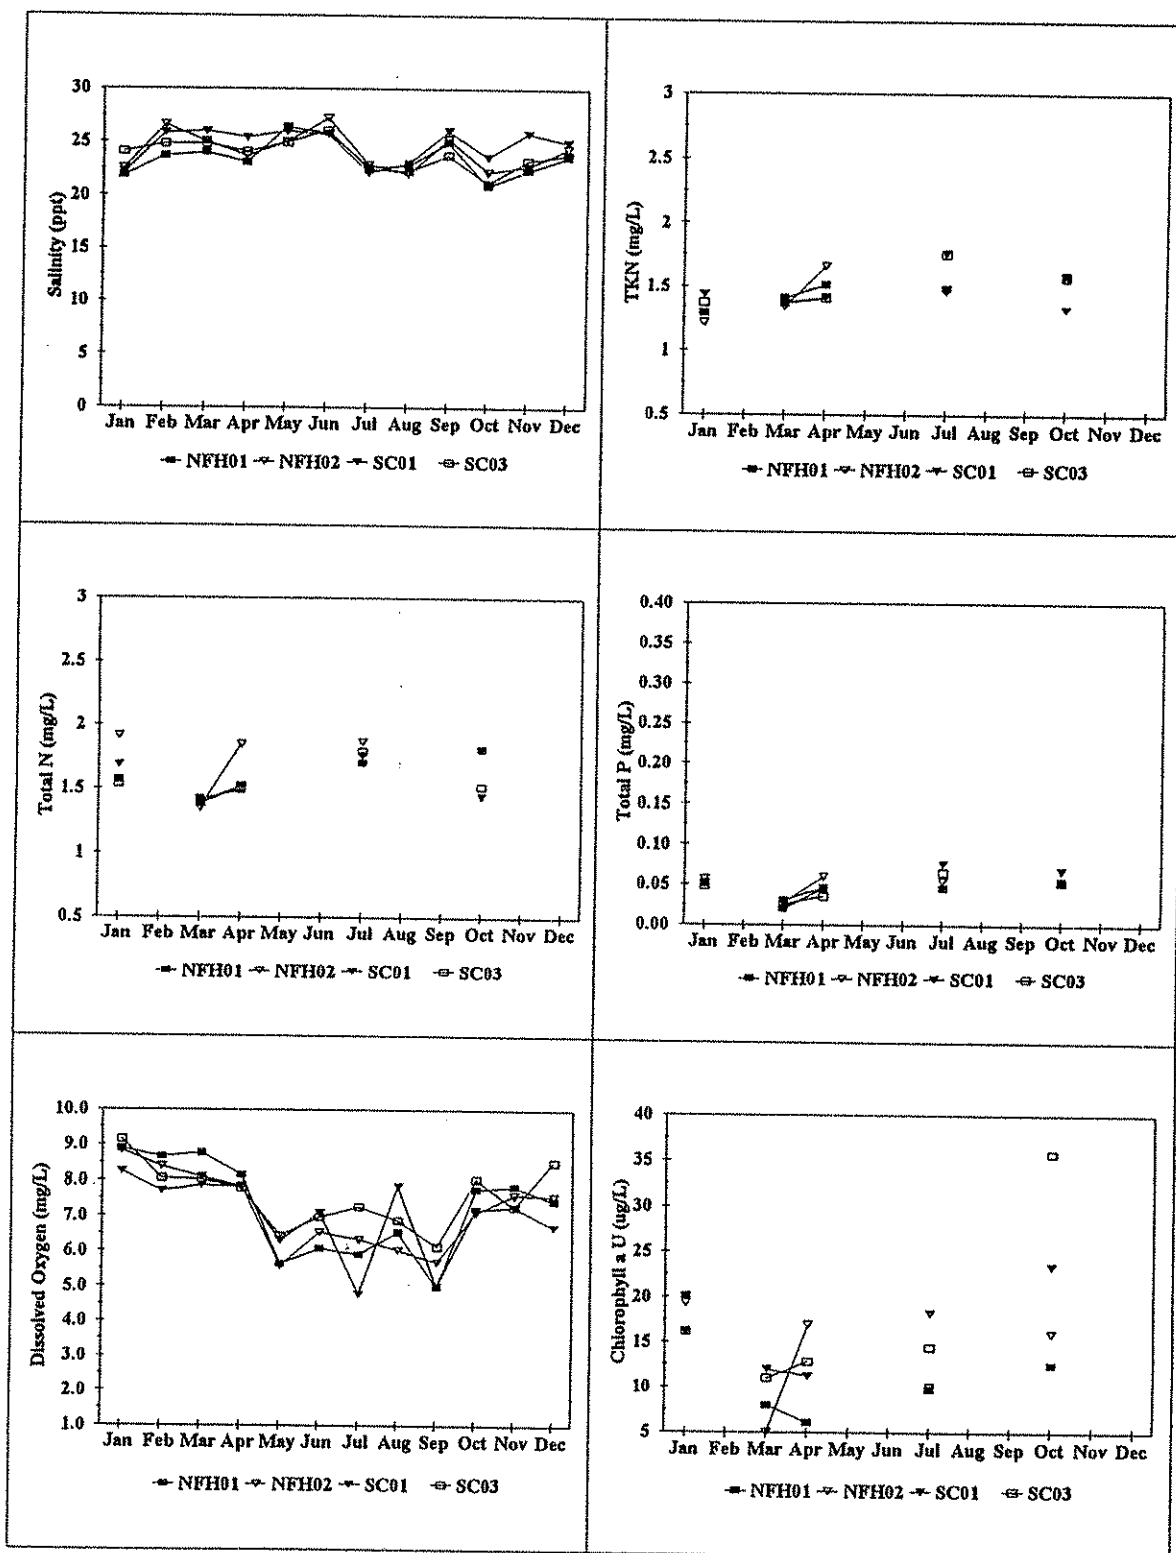 30
25
20
15
10
5
0
Salinity (ppt)
Jan Feb Mar Apr May Jun Jul Aug Sep Oct Nov Dec
NFH01 NFH02 SC01 SC03
3
2.5
2
1.5
1
0.5
TKN (mg/L)
Jan Feb Mar Apr May Jun Jul Aug Sep Oct Nov Dec
NFH01 NFH02 SC01 SC03
3
2.5
2
1.5
1
0.5
Total N (mg/L)
Jan Feb Mar Apr May Jun Jul Aug Sep Oct Nov Dec
NFH01 NFH02 SC01 SC03
0.40
0.35
0.30
0.25
0.20
0.15
0.10
0.05
0.00
Total P (mg/L)
Jan Feb Mar Apr May Jun Jul Aug Sep Oct Nov Dec
NFH01 NFH02 SC01 SC03
10.0
9.0
8.0
7.0
6.0
5.0
4.0
3.0
2.0
1.0
Dissolved Oxygen (mg/L)
Jan Feb Mar Apr May Jun Jul Aug Sep Oct Nov Dec
NFH01 NFH02 SC01 SC03
40
35
30
25
20
15
10
5
Chlorophyll a U (ug/L)
Jan Feb Mar Apr May Jun Jul Aug Sep Oct Nov Dec
NFH01 NFH02 SC01 SC03